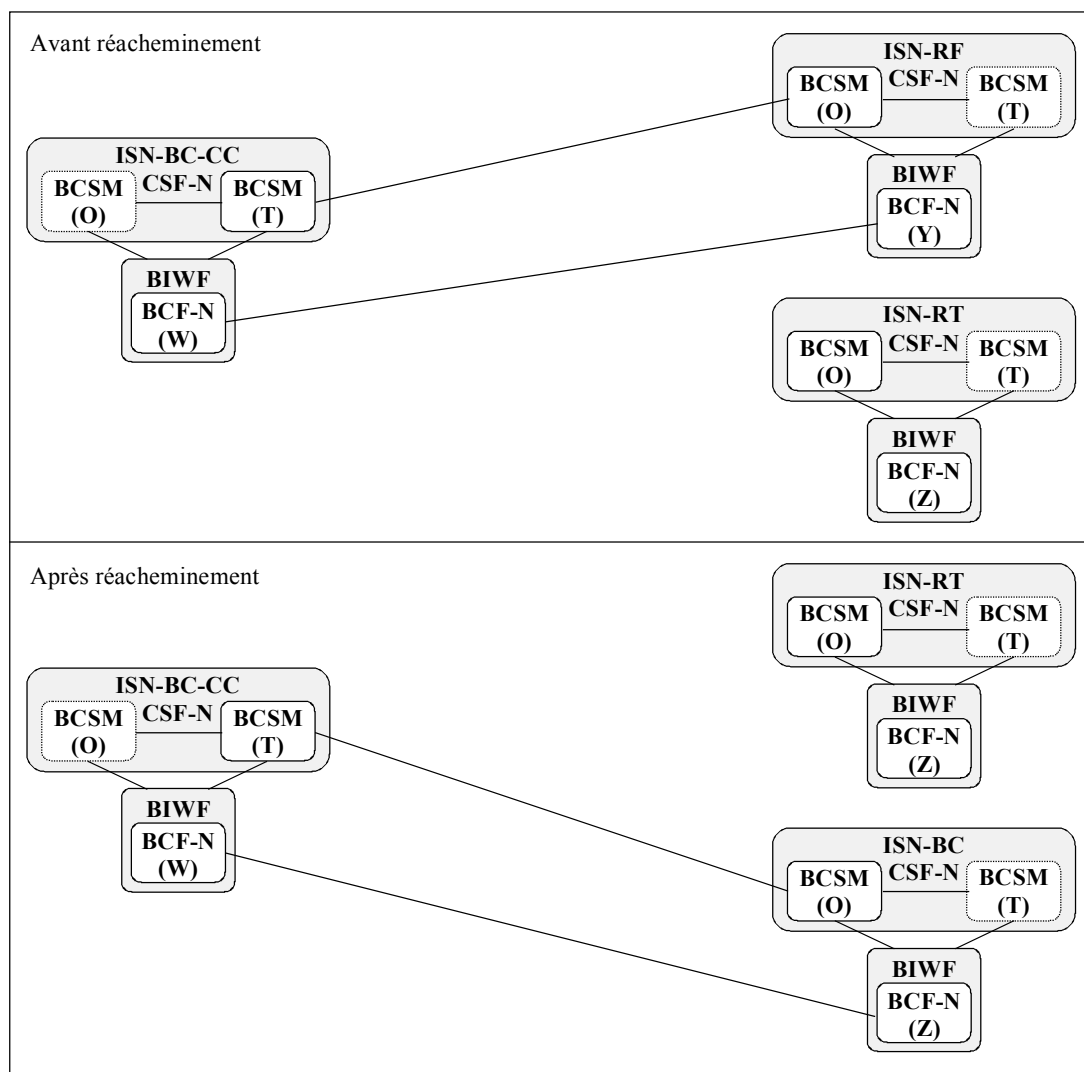 Avant réacheminement
ISN-RF
CSF-N
BCSM
(O)
BCSM
(T)
BIWF
BCF-N
(Y)
ISN-BC-CC
CSF-N
BCSM
(O)
BCSM
(T)
BIWF
BCF-N
(W)
ISN-RT
CSF-N
BCSM
(O)
BCSM
(T)
BIWF
BCF-N
(Z)
Après réacheminement
ISN-RT
CSF-N
BCSM
(O)
BCSM
(T)
BIWF
BCF-N
(Z)
ISN-BC-CC
CSF-N
BCSM
(O)
BCSM
(T)
BIWF
BCF-N
(W)
ISN-BC
CSF-N
BCSM
(O)
BCSM
(T)
BIWF
BCF-N
(Z)